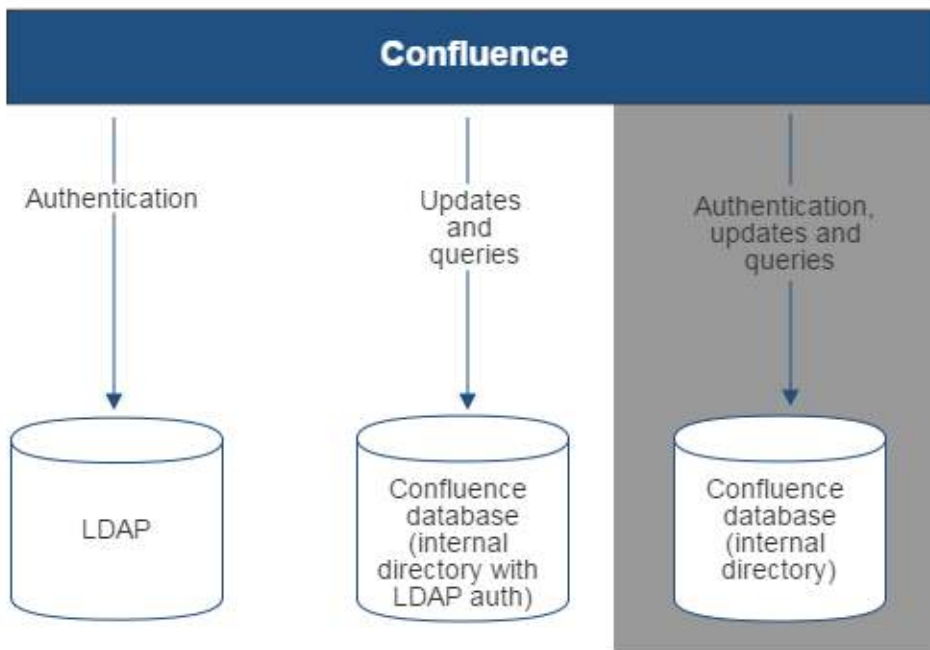 Confluence
Authentication
Updates
and
queries
Authentication,
updates and
queries
LDAP
Confluence
database
(internal
directory with
LDAP auth)
Confluence
database
(internal
directory)